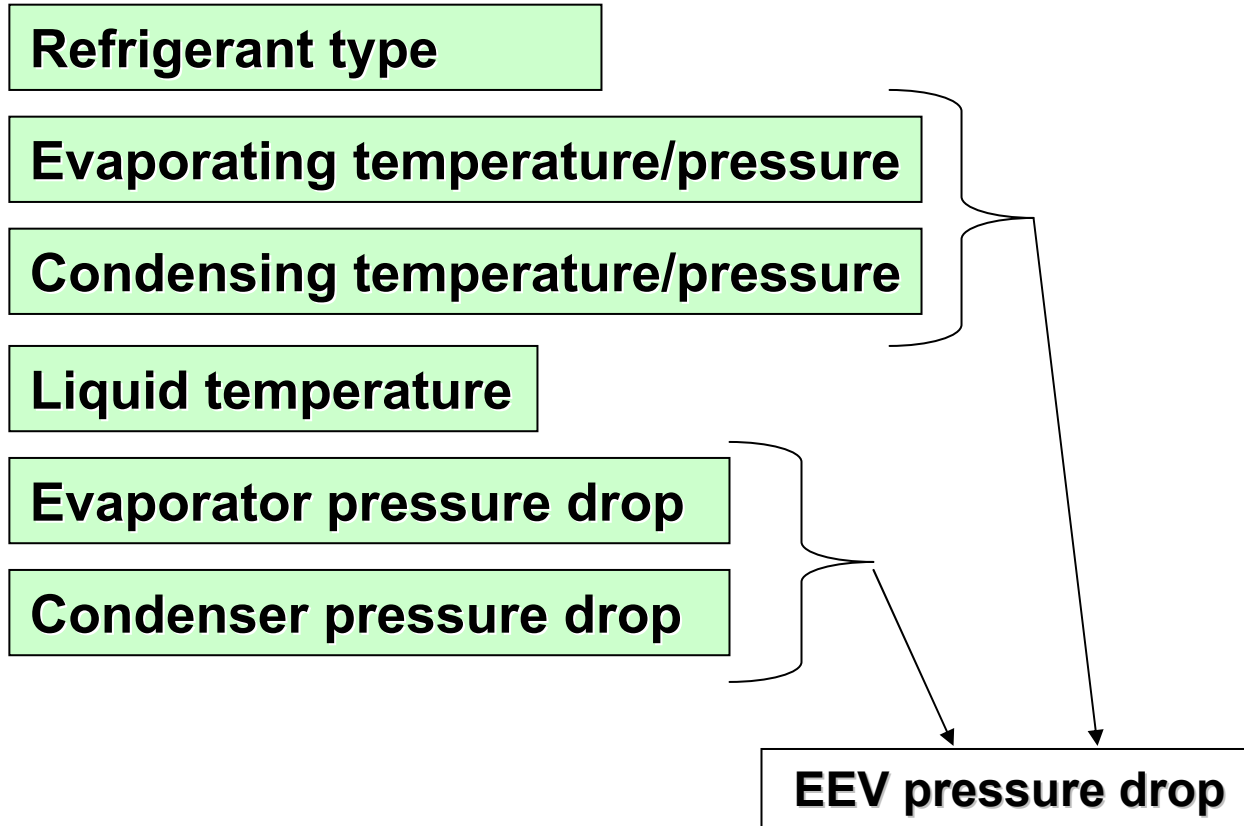 Refrigerant type
Evaporating temperature/pressure
Condensing temperature/pressure
Liquid temperature
Evaporator pressure drop
Condenser pressure drop
EEV pressure drop